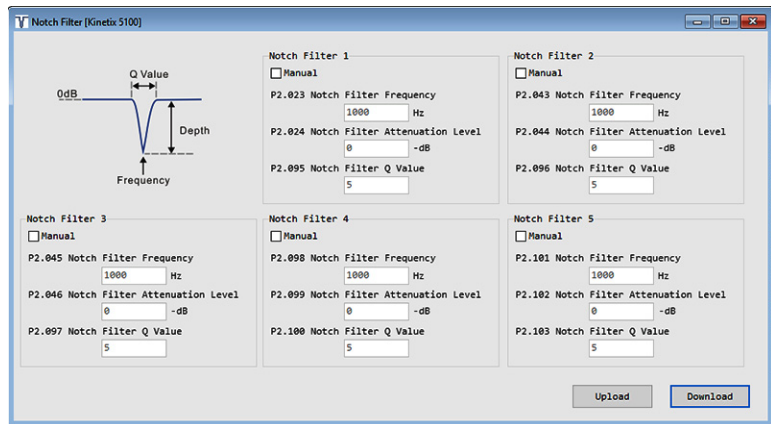 Notch Filter [Kinetix 5100]
Q Value
0dB
Depth
Frequency
Notch Filter 1
Manual
P2.023 Notch Filter Frequency
1000 Hz
P2.024 Notch Filter Attenuation Level
0 -dB
P2.095 Notch Filter Q Value
5
Notch Filter 2
Manual
P2.043 Notch Filter Frequency
1000 Hz
P2.044 Notch Filter Attenuation Level
0 -dB
P2.096 Notch Filter Q Value
5
Notch Filter 3
Manual
P2.045 Notch Filter Frequency
1000 Hz
P2.046 Notch Filter Attenuation Level
0 -dB
P2.097 Notch Filter Q Value
5
Notch Filter 4
Manual
P2.098 Notch Filter Frequency
1000 Hz
P2.099 Notch Filter Attenuation Level
0 -dB
P2.100 Notch Filter Q Value
5
Notch Filter 5
Manual
P2.101 Notch Filter Frequency
1000 Hz
P2.102 Notch Filter Attenuation Level
0 -dB
P2.103 Notch Filter Q Value
5
Upload
Download